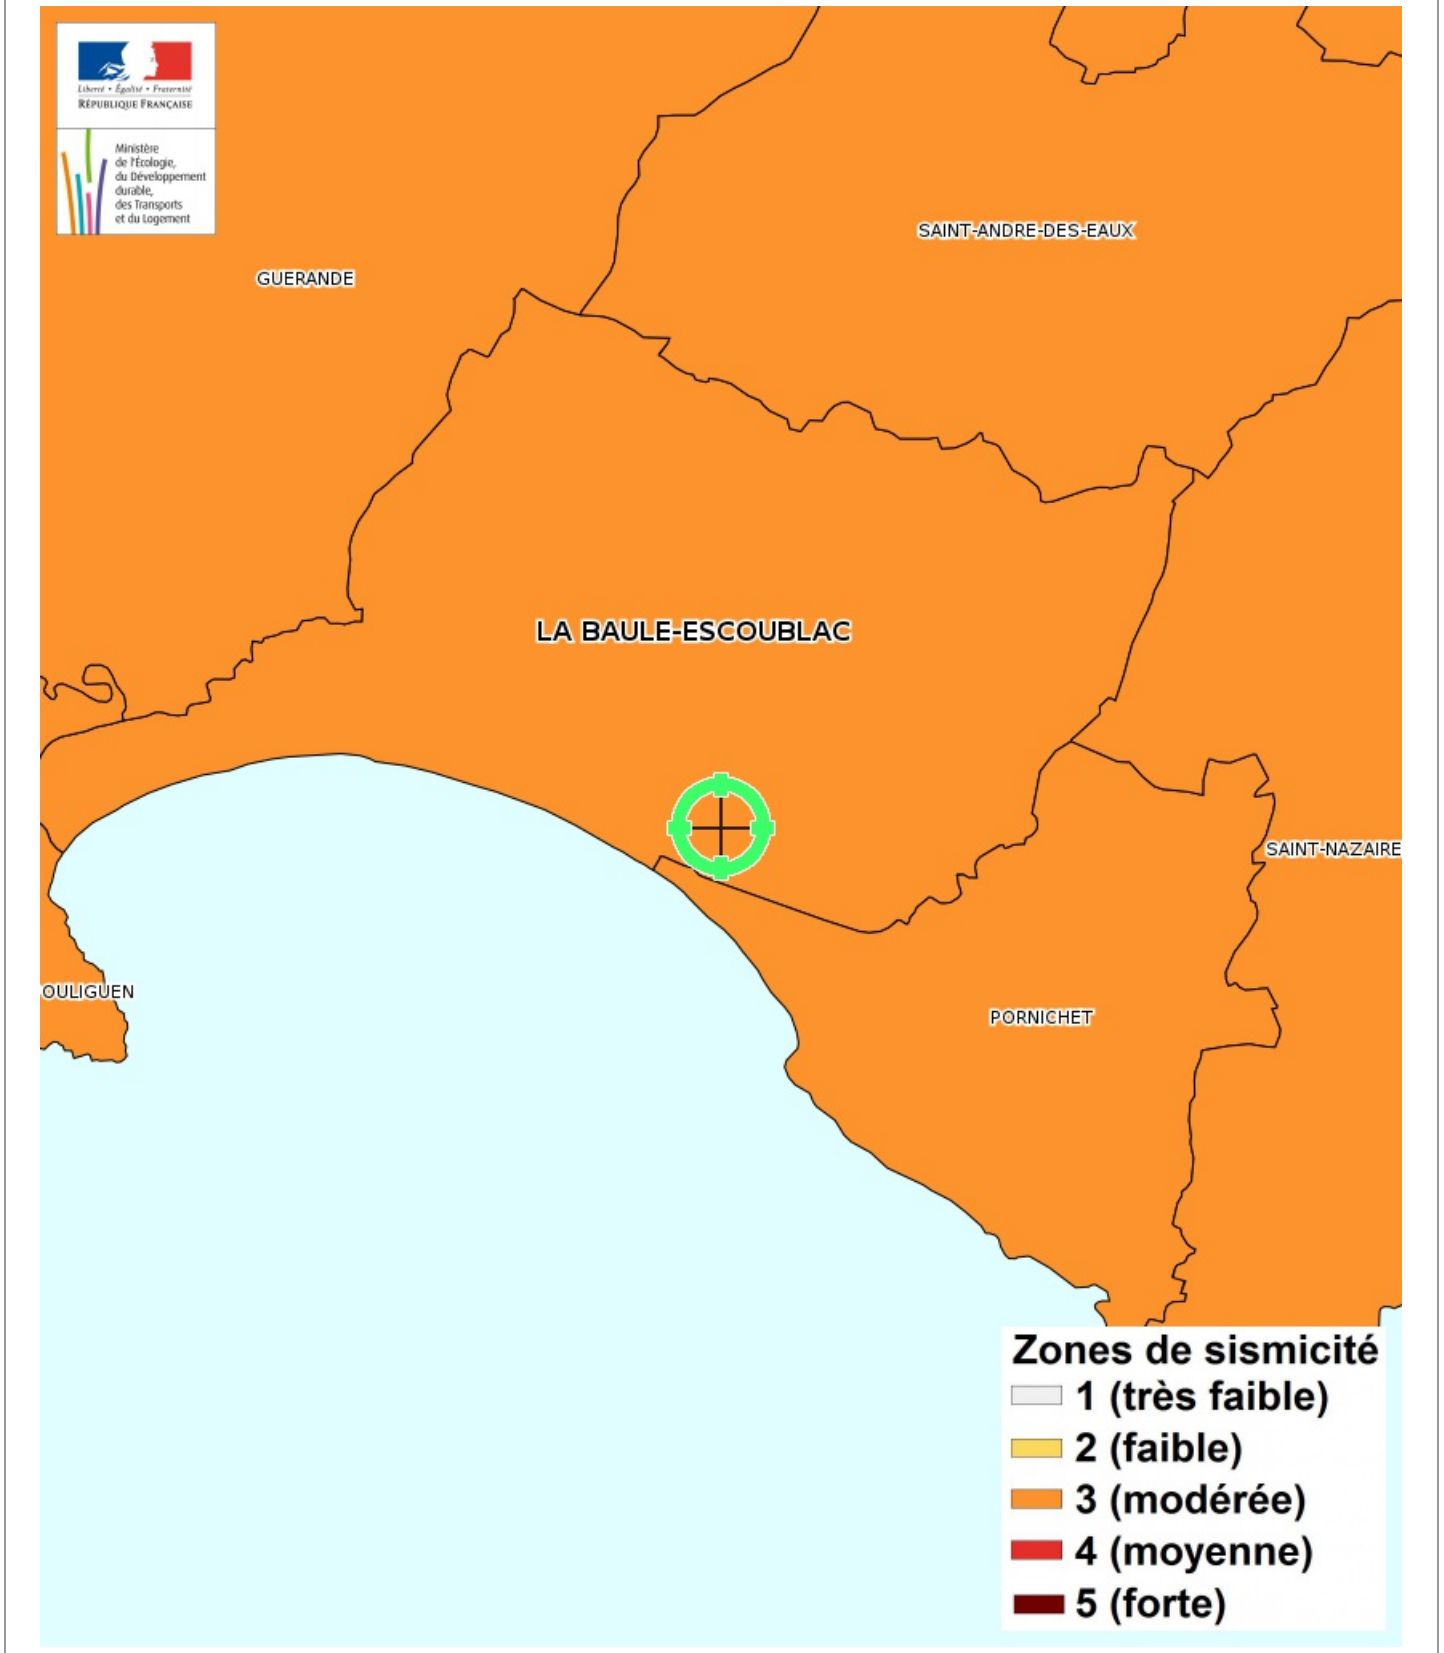 Liberté • Égalité • Fraternité
RÉPUBLIQUE FRANÇAISE
Ministère
de l'Écologie,
du Développement
durable,
des Transports
et du Logement
SAINT-ANDRE-DES-EAUX
GUERANDE
LA BAULE-ESCOUBLAC
SAINT-NAZAIRE
OULIGUEN
PORNICHET
Zones de sismicité
1 (très faible)
2 (faible)
3 (modérée)
4 (moyenne)
5 (forte)